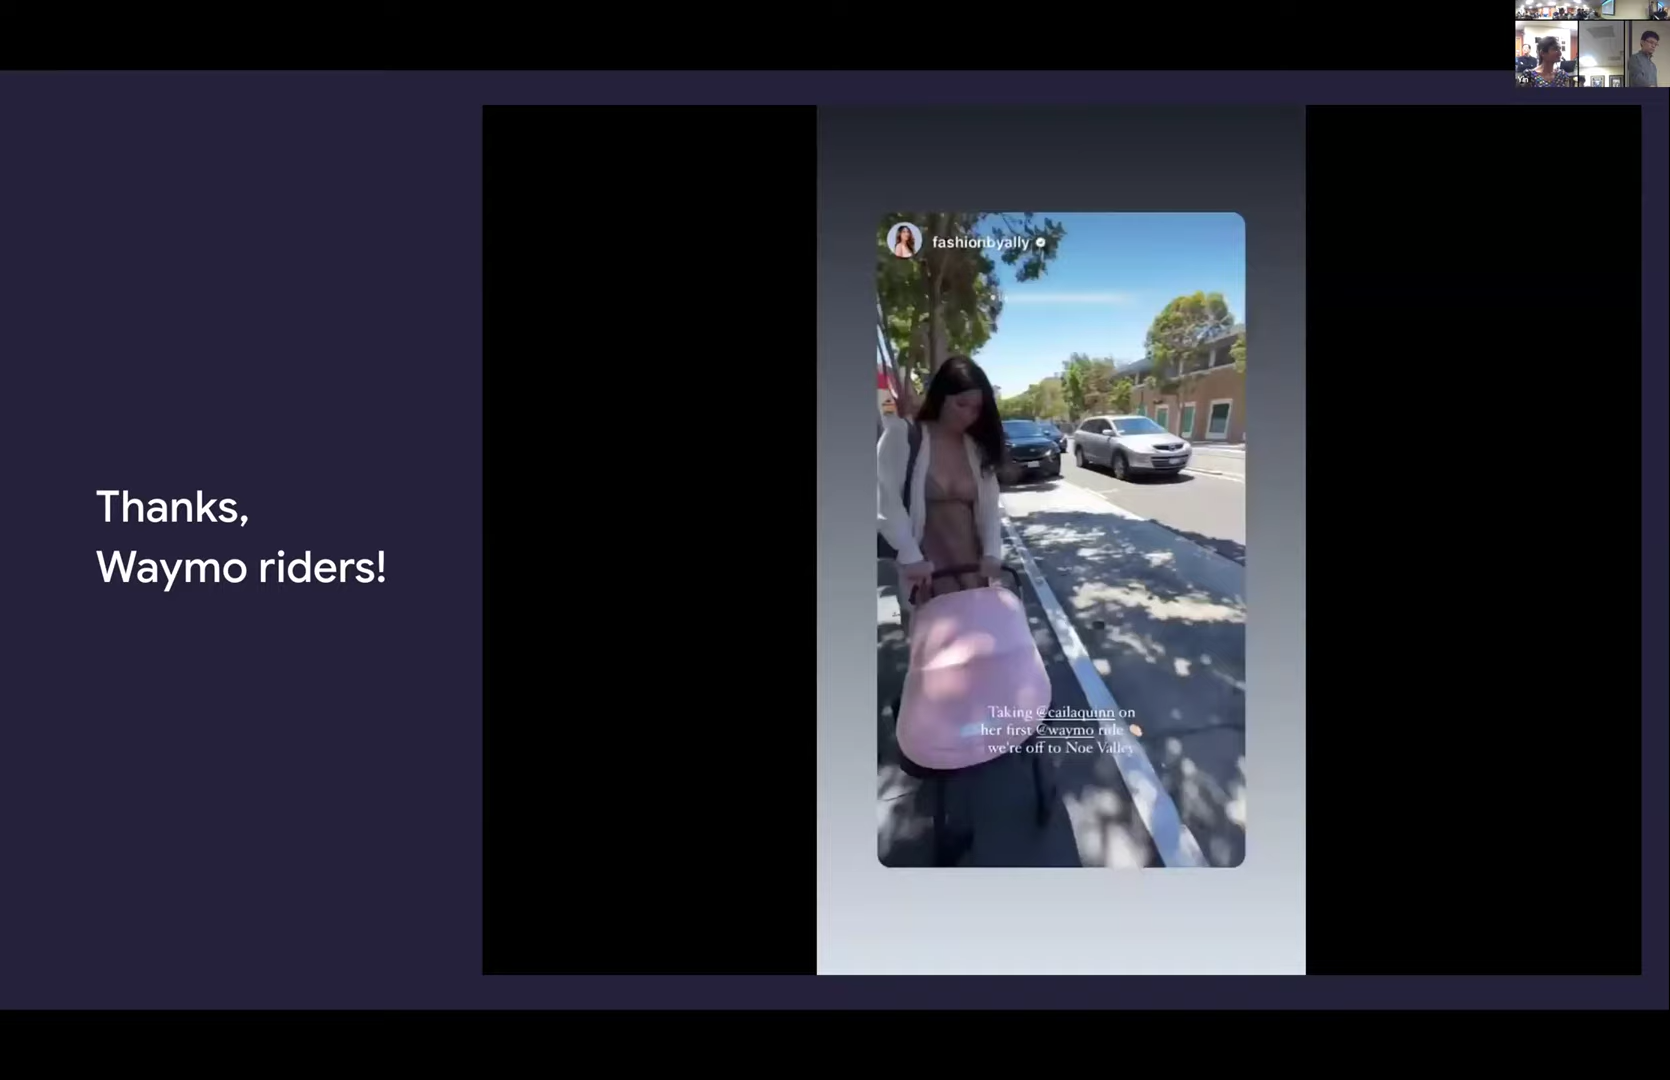 Thanks,
Waymo riders!
fashionbyally
Taking @cailaquinn on
her first @waymo ride
we're off to Noe Valley